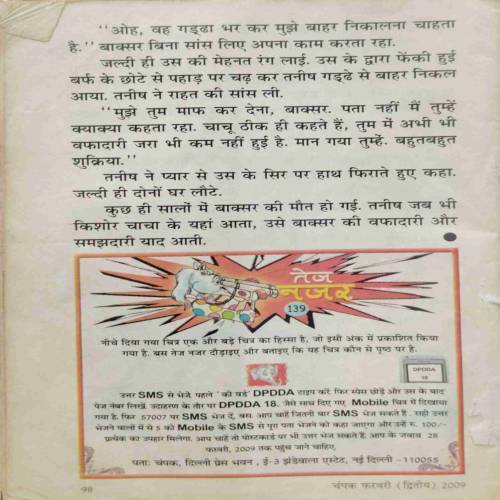 ‘‘ओह, वह गड्ढा भर कर मुझे बाहर निकालना चाहता
है.’’ बाक्सर बिना सांस लिए अपना काम करता रहा.
जल्दी ही उस की मेहनत रंग लाई. उस के द्वारा फेंकी हुई
बर्फ के छोटे से पहाड़ पर चढ़ कर तनीष गड्ढे से बाहर निकल
आया. तनीष ने राहत की सांस ली.
‘‘मुझे तुम माफ कर देना, बाक्सर. पता नहीं मैं तुम्हें
क्याक्या कहता रहा. चाचू ठीक ही कहते हैं, तुम में अभी भी
वफादारी जरा भी कम नहीं हुई है. मान गया तुम्हें. बहुतबहुत
शुक्रिया.’’
तनीष ने प्यार से उस के सिर पर हाथ फिराते हुए कहा.
जल्दी ही दोनों घर लौटे.
कुछ ही सालों में बाक्सर की मौत हो गई. तनीष जब भी
किशोर चाचा के यहां आता, उसे बाक्सर की वफादारी और
समझदारी याद आती.
तेज
नजर
139
नीचे दिया गया चित्र एक और बड़े चित्र का हिस्सा है, जो इसी अंक में प्रकाशित किया
गया है. बस तेज नजर दौड़ाइए और बताइए कि यह चित्र कौन से पृष्ठ पर है.
DPDDA
18
उत्तर SMS से भेजें. पहले 'की वर्ड' DPDDA टाइप करें. फिर स्पेस छोड़ें और उस के बाद
पेज नंबर लिखें. उदाहरण के तौर पर DPDDA 18. जैसे साथ दिए गए Mobile चित्र में दिखाया
गया है. फिर 57007 पर SMS भेज दें, बस. आप चाहें जितनी बार SMS भेज सकते हैं. सही उत्तर
भेजने वालों में से 5 को Mobile के SMS से पूरा पता भेजने को कहा जाएगा और उन्हें रु. 100/-
प्रत्येक का उपहार मिलेगा. आप चाहें तो पोस्टकार्ड पर भी उत्तर भेज सकते हैं. आप के जवाब 28
फरवरी, 2009 तक पहुंच जाने चाहिए.
पता: चंपक, दिल्ली प्रेस भवन, ई-3 झंडेवाला एस्टेट, नई दिल्ली -110055
98
चंपक फरवरी (द्वितीय) 2009